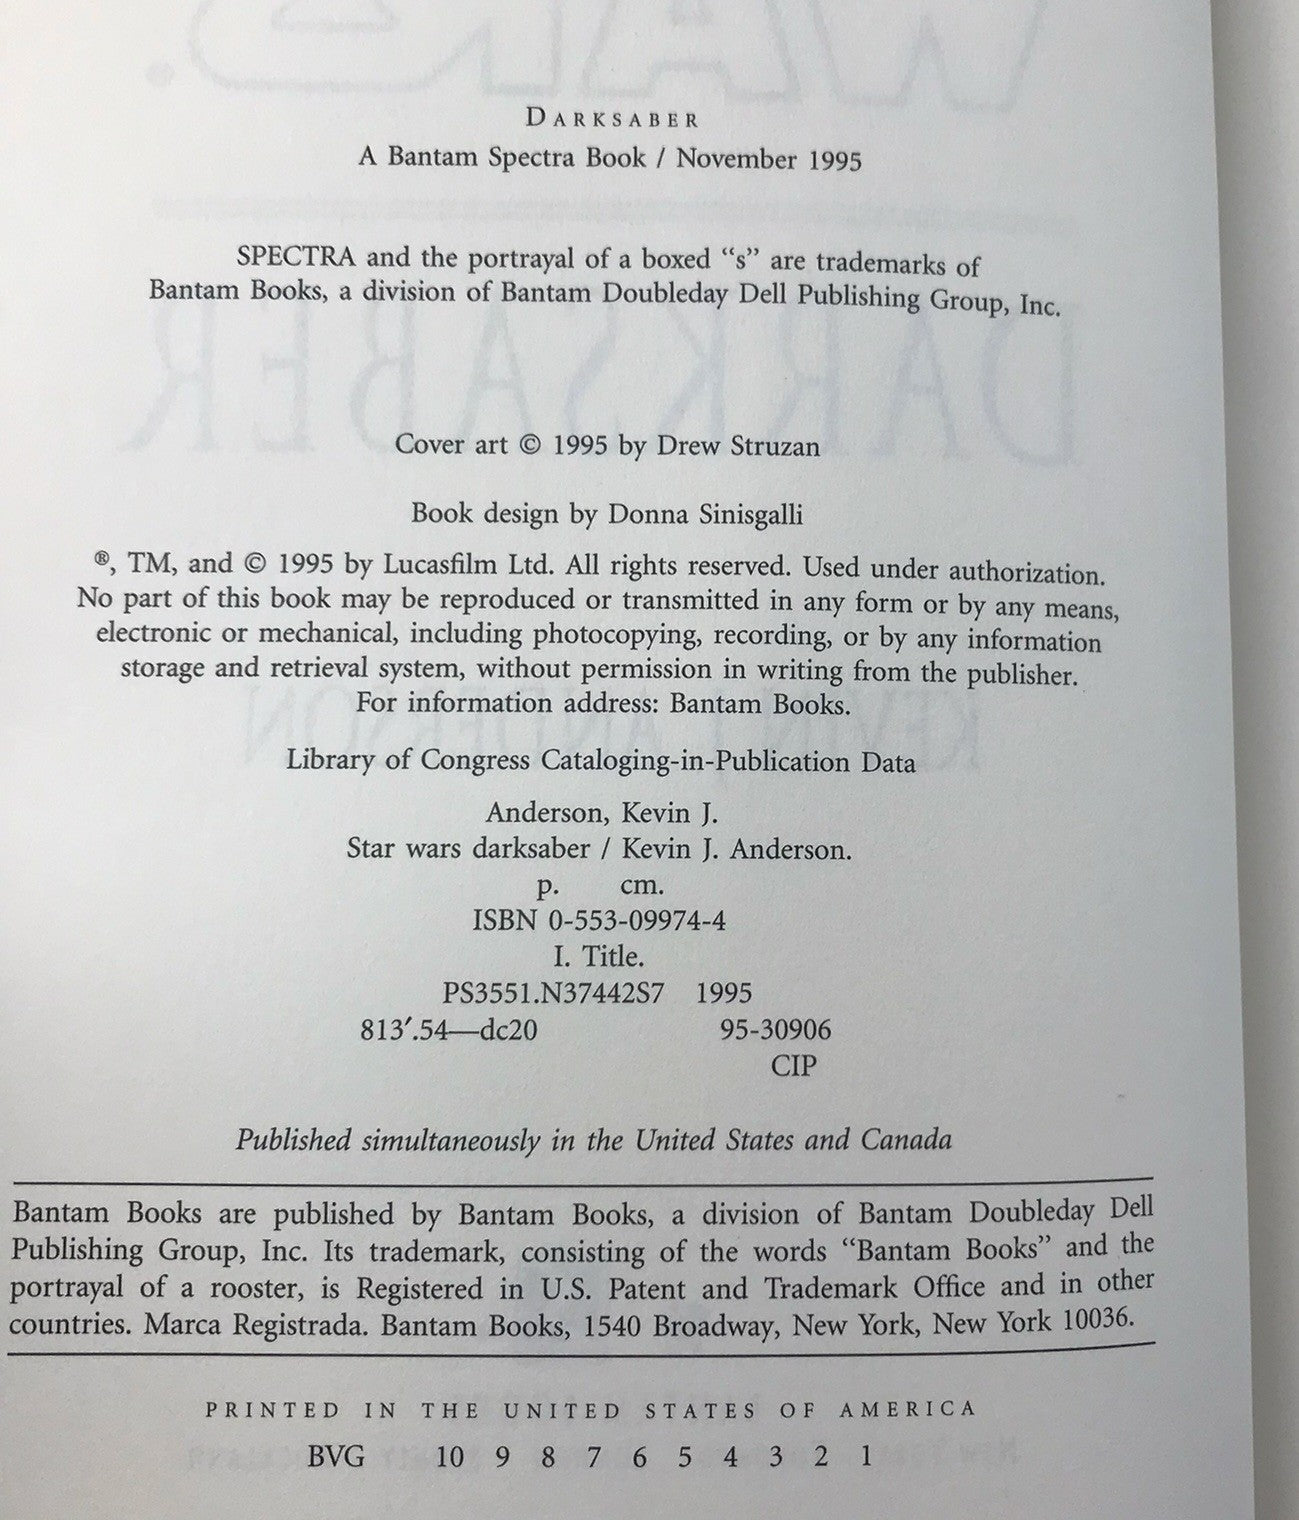 DARKSABER
A Bantam Spectra Book / November 1995
SPECTRA and the portrayal of a boxed “s” are trademarks of
Bantam Books, a division of Bantam Doubleday Dell Publishing Group, Inc.
Cover art © 1995 by Drew Struzan
Book design by Donna Sinisgalli
®, TM, and © 1995 by Lucasfilm Ltd. All rights reserved. Used under authorization.
No part of this book may be reproduced or transmitted in any form or by any means,
electronic or mechanical, including photocopying, recording, or by any information
storage and retrieval system, without permission in writing from the publisher.
For information address: Bantam Books.
Library of Congress Cataloging-in-Publication Data
Anderson, Kevin J.
Star wars darksaber / Kevin J. Anderson.
p. cm.
ISBN 0-553-09974-4
I. Title.
PS3551.N37442S7 1995
813′.54—dc20 95-30906
CIP
Published simultaneously in the United States and Canada
Bantam Books are published by Bantam Books, a division of Bantam Doubleday Dell
Publishing Group, Inc. Its trademark, consisting of the words “Bantam Books” and the
portrayal of a rooster, is Registered in U.S. Patent and Trademark Office and in other
countries. Marca Registrada. Bantam Books, 1540 Broadway, New York, New York 10036.
PRINTED IN THE UNITED STATES OF AMERICA
BVG 10 9 8 7 6 5 4 3 2 1